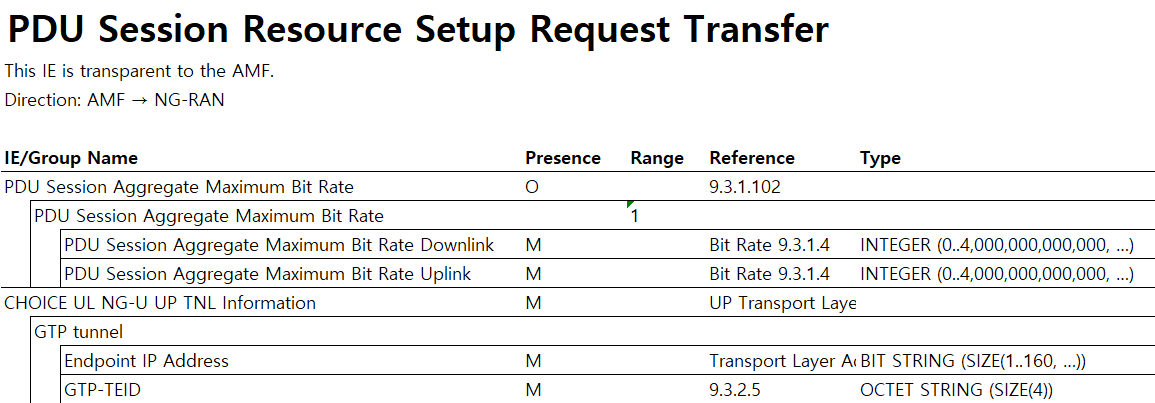 PDU Session Resource Setup Request Transfer
This IE is transparent to the AMF.
Direction: AMF → NG-RAN
IE/Group Name Presence Range Reference Type
PDU Session Aggregate Maximum Bit Rate O 9.3.1.102
PDU Session Aggregate Maximum Bit Rate 1
PDU Session Aggregate Maximum Bit Rate Downlink M Bit Rate 9.3.1.4 INTEGER (0..4,000,000,000,000, ...)
PDU Session Aggregate Maximum Bit Rate Uplink M Bit Rate 9.3.1.4 INTEGER (0..4,000,000,000,000, ...)
CHOICE UL NG-U UP TNL Information M UP Transport Laye
GTP tunnel
Endpoint IP Address M Transport Layer Ac BIT STRING (SIZE(1..160, ...))
GTP-TEID M 9.3.2.5 OCTET STRING (SIZE(4))